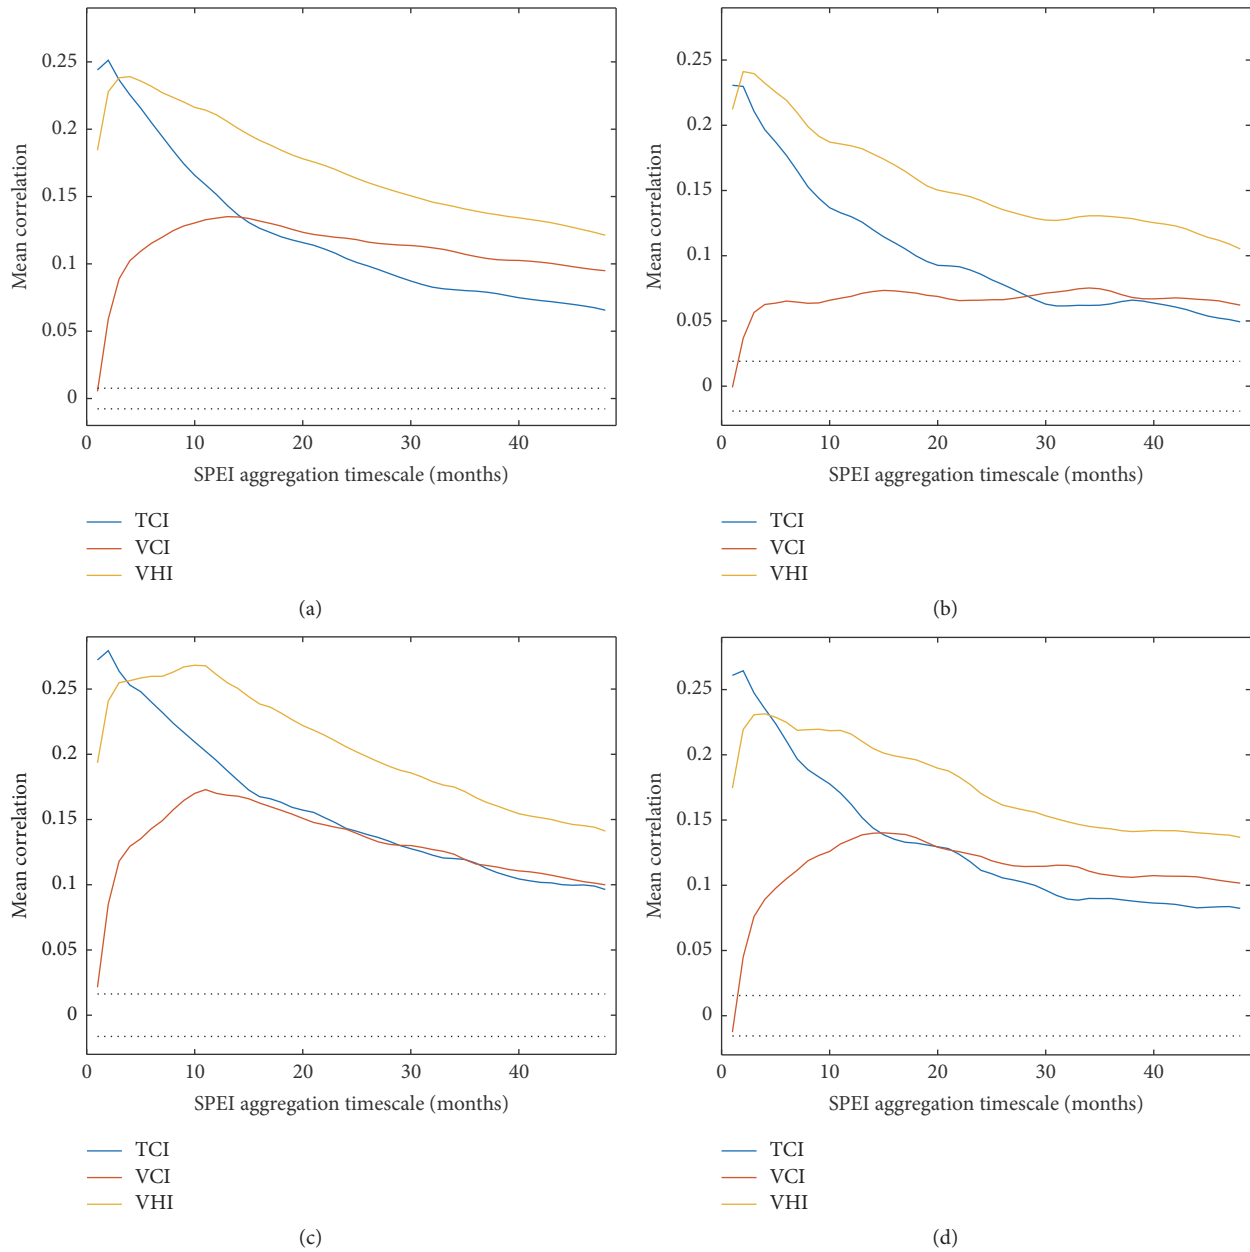 0.25
0.2
0.15
0.1
0.05
0
Mean correlation
0 10 20 30 40
SPEI aggregation timescale (months)
TCI
VCI
VHI
(a)
0.25
0.2
0.15
0.1
0.05
0
Mean correlation
0 10 20 30 40
SPEI aggregation timescale (months)
TCI
VCI
VHI
(b)
0.25
0.2
0.15
0.1
0.05
0
Mean correlation
0 10 20 30 40
SPEI aggregation timescale (months)
TCI
VCI
VHI
(c)
0.25
0.2
0.15
0.1
0.05
0
Mean correlation
0 10 20 30 40
SPEI aggregation timescale (months)
TCI
VCI
VHI
(d)